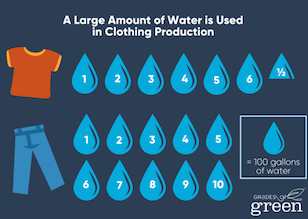 A Large Amount of Water is Used
in Clothing Production
1 2 3 4 5 6 ½
1 2 3 4 5
6 7 8 9 10
= 100 gallons
of water
GRADES OF
green